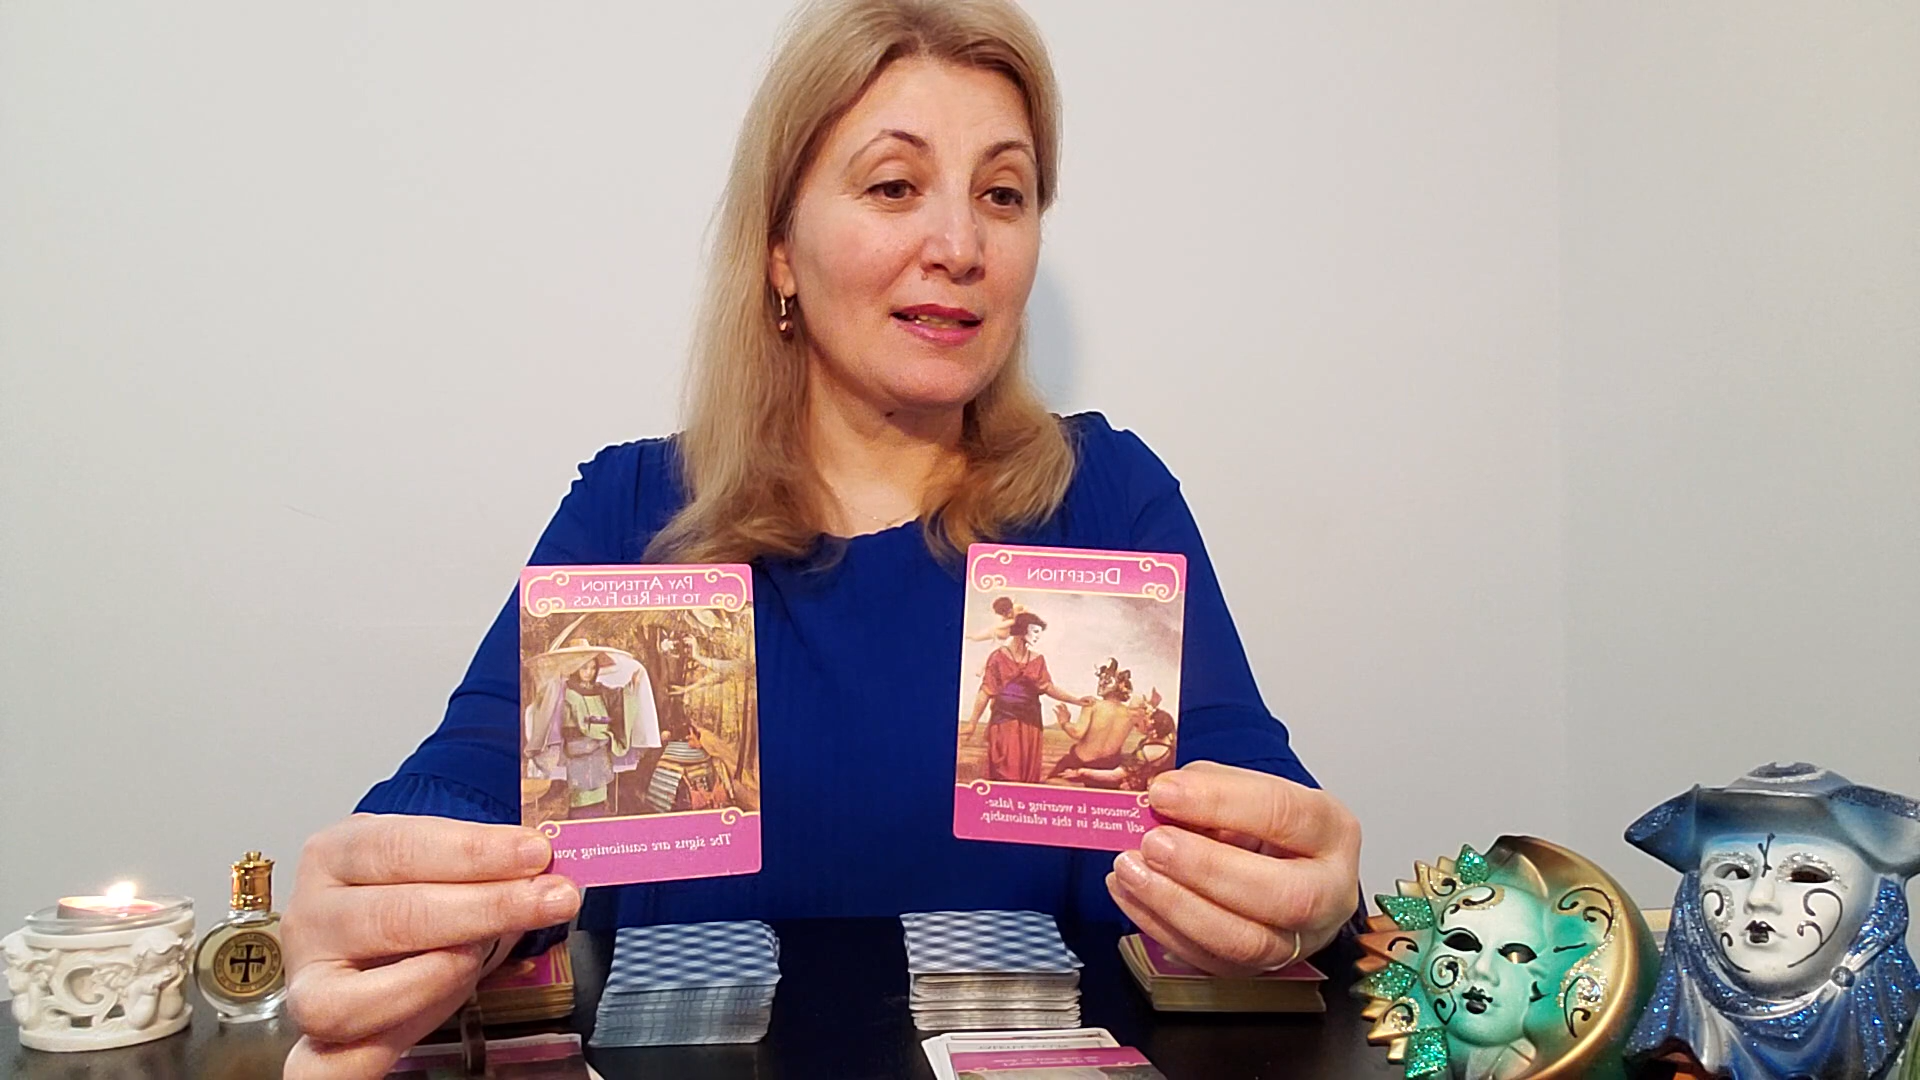 PAY ATTENTION
TO THE RED FLAGS
The signs are cautioning you
DECEPTION
Someone is wearing a false-
self mask in this relationship.